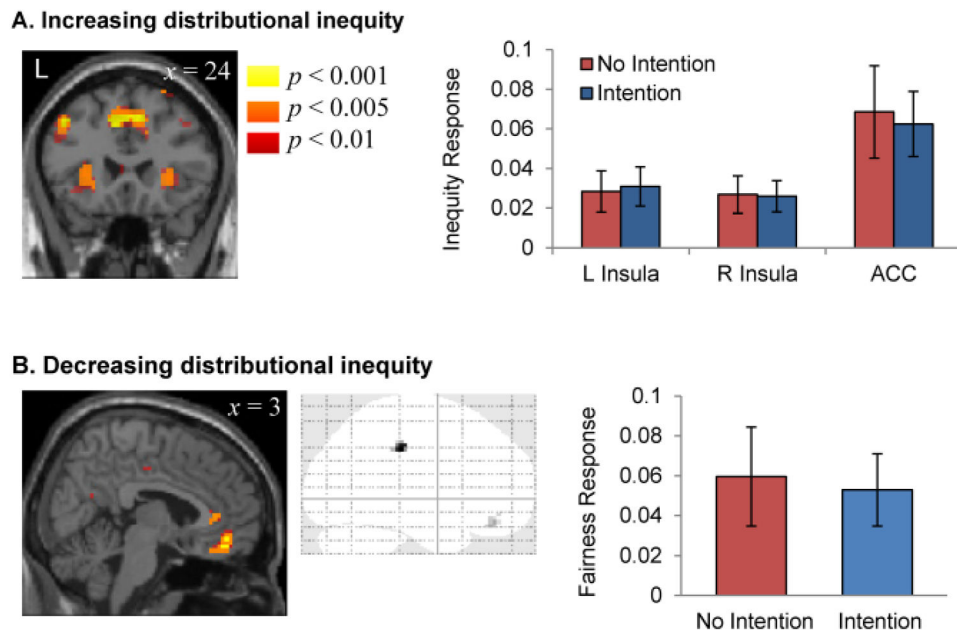 A. Increasing distributional inequity
L
x = 24
p < 0.001
p < 0.005
p < 0.01
Inequity Response
0.1
0.08
0.06
0.04
0.02
0
No Intention
Intention
L Insula
R Insula
ACC
B. Decreasing distributional inequity
x = 3
Fairness Response
0.1
0.08
0.06
0.04
0.02
0
No Intention
Intention